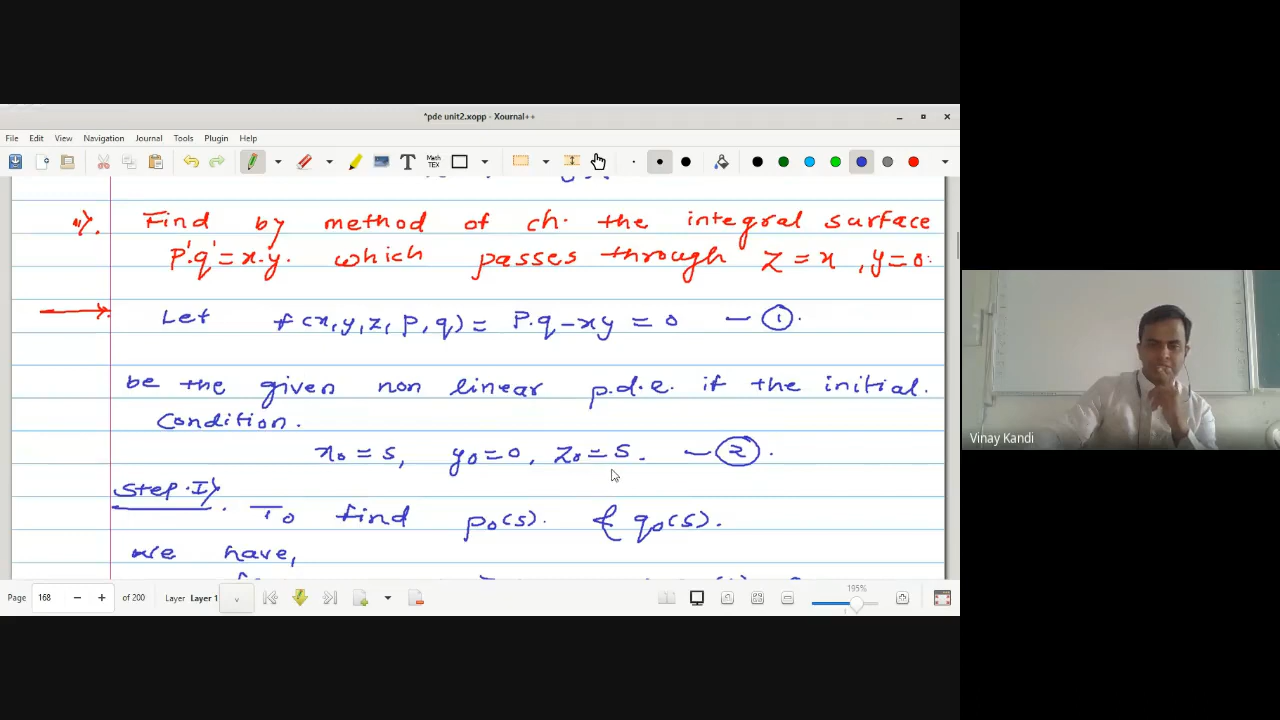 *pde unit2.xopp - Xournal++
File Edit View Navigation Journal Tools Plugin Help
T Math TEX
Find by method of ch. the integral surface
p'.q' = x.y. which passes through z = x, y = 0.
Let f(x, y, z, p, q) = p.q - xy = 0 — ①.
be the given non linear p.d.e. if the initial.
Condition.
x₀ = s, y₀ = 0, z₀ = s. — ②.
Step.I⟩. To find p₀(s). & q₀(s).
we have,
Page 168 of 200 Layer Layer 1 195%
Vinay Kandi